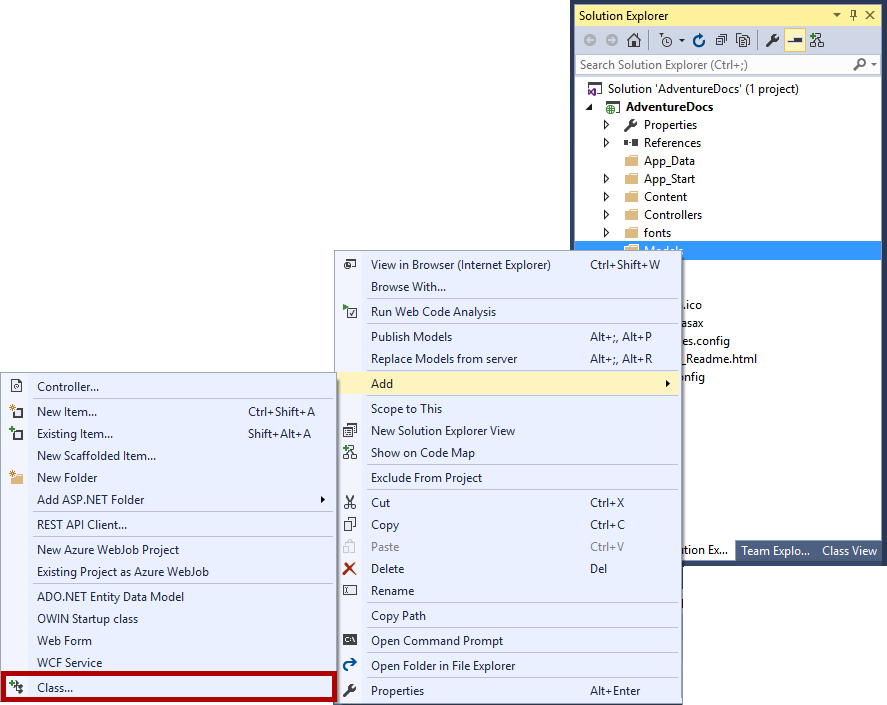 Solution Explorer
Search Solution Explorer (Ctrl+;)
Solution 'AdventureDocs' (1 project)
AdventureDocs
Properties
References
App_Data
App_Start
Content
Controllers
fonts
Models
.ico
asax
es.config
_Readme.html
nfig
ution Ex...
Team Explo...
Class View
View in Browser (Internet Explorer) Ctrl+Shift+W
Browse With...
Run Web Code Analysis
Publish Models Alt+;, Alt+P
Replace Models from server Alt+;, Alt+R
Add
Scope to This
New Solution Explorer View
Show on Code Map
Exclude From Project
Cut Ctrl+X
Copy Ctrl+C
Paste Ctrl+V
Delete Del
Rename
Copy Path
Open Command Prompt
Open Folder in File Explorer
Properties Alt+Enter
Controller...
New Item... Ctrl+Shift+A
Existing Item... Shift+Alt+A
New Scaffolded Item...
New Folder
Add ASP.NET Folder
REST API Client...
New Azure WebJob Project
Existing Project as Azure WebJob
ADO.NET Entity Data Model
OWIN Startup class
Web Form
WCF Service
Class...